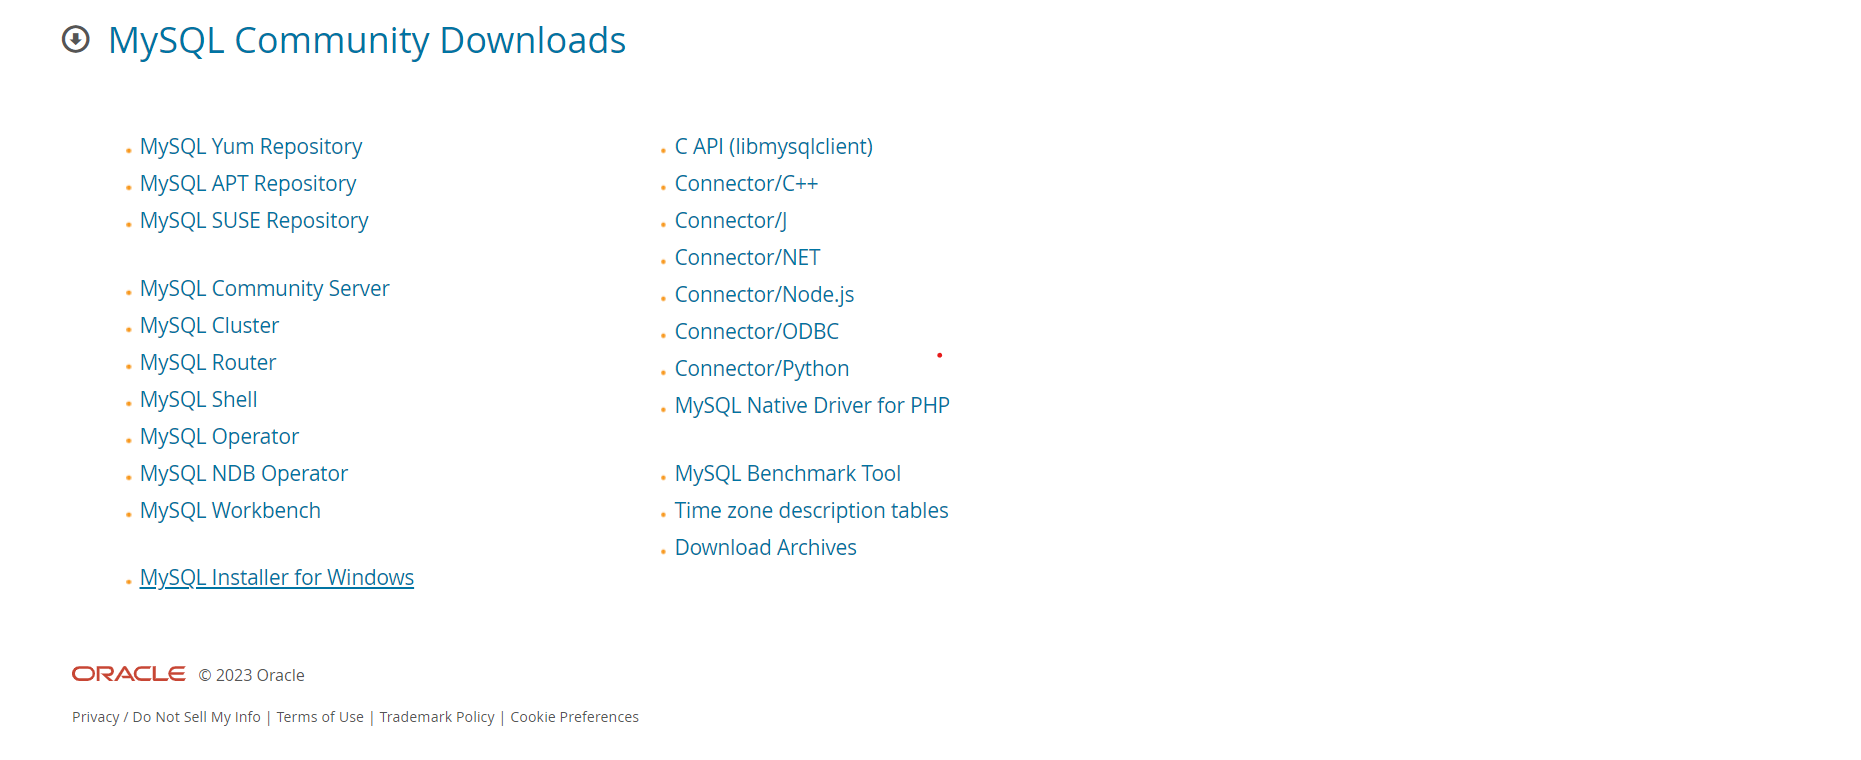 MySQL Community Downloads
MySQL Yum Repository
MySQL APT Repository
MySQL SUSE Repository
MySQL Community Server
MySQL Cluster
MySQL Router
MySQL Shell
MySQL Operator
MySQL NDB Operator
MySQL Workbench
MySQL Installer for Windows
C API (libmysqlclient)
Connector/C++
Connector/J
Connector/NET
Connector/Node.js
Connector/ODBC
Connector/Python
MySQL Native Driver for PHP
MySQL Benchmark Tool
Time zone description tables
Download Archives
ORACLE © 2023 Oracle
Privacy / Do Not Sell My Info | Terms of Use | Trademark Policy | Cookie Preferences